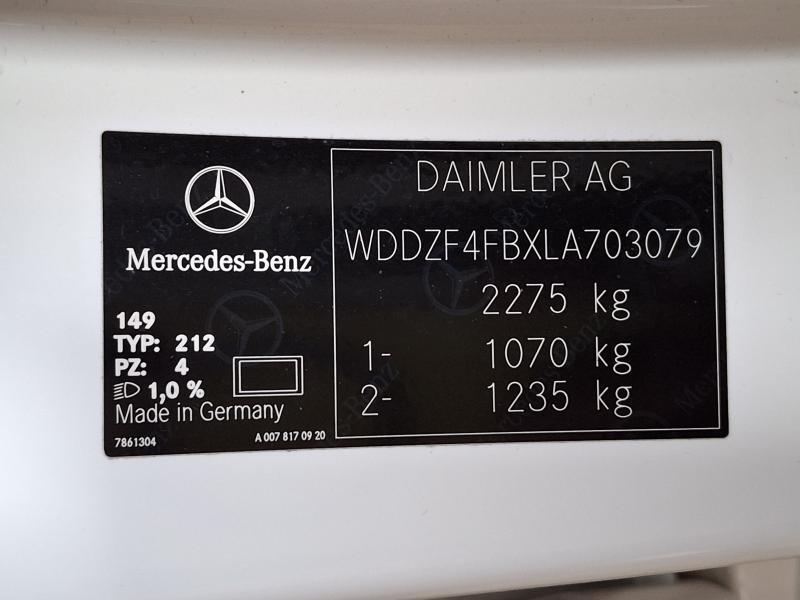 Mercedes-Benz
149
TYP: 212
PZ: 4
1,0 %
Made in Germany
7861304
A 007 817 09 20
DAIMLER AG
WDDZF4FBXLA703079
2275 kg
1- 1070 kg
2- 1235 kg